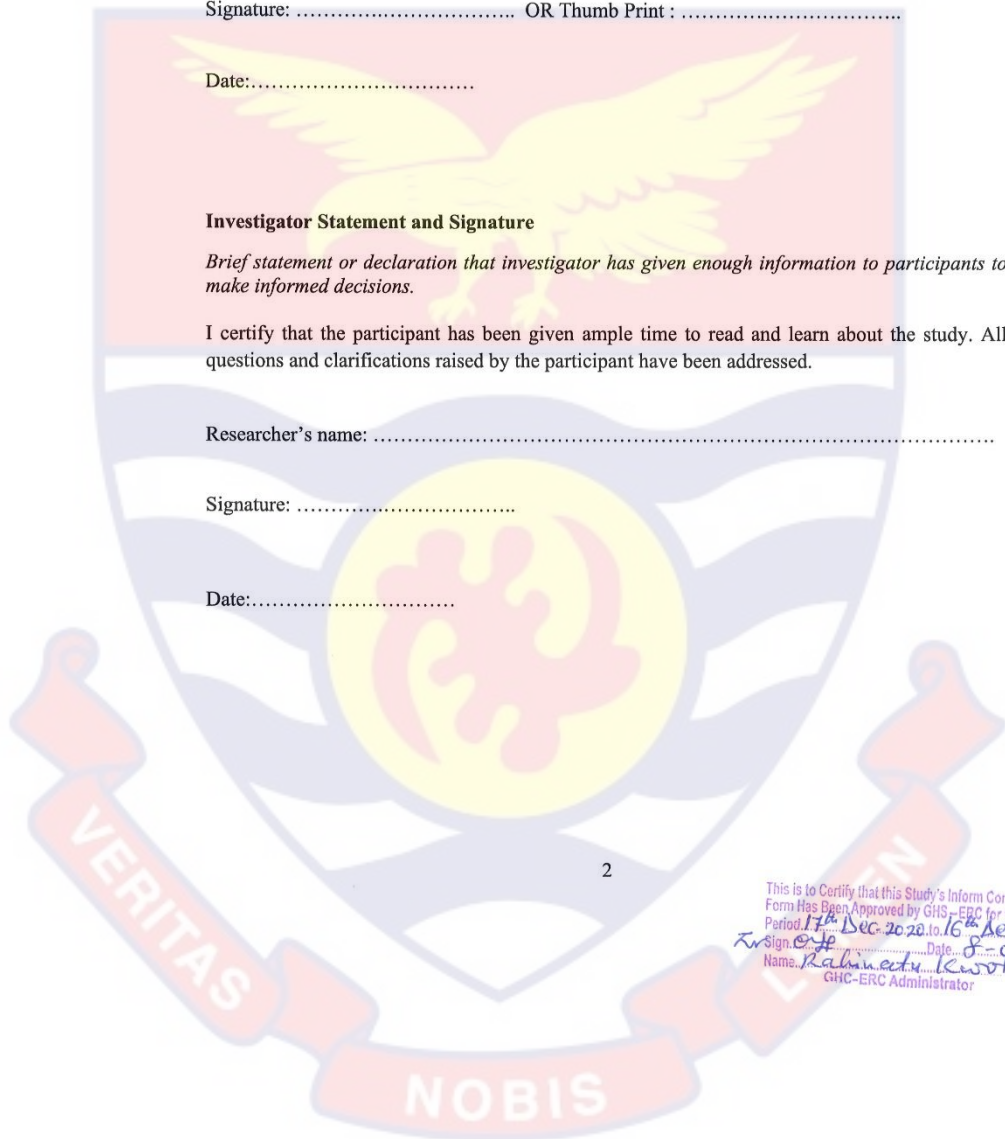 Signature: ………….…………………. OR Thumb Print : ………….………………..
Date:……………………………
Investigator Statement and Signature
Brief statement or declaration that investigator has given enough information to participants to
make informed decisions.
I certify that the participant has been given ample time to read and learn about the study. All
questions and clarifications raised by the participant have been addressed.
Researcher’s name: ……………………………………………………………………………….
Signature: ………….………………..
Date:…………………………
2
This is to Certify that this Study's Inform Con
Form Has Been Approved by GHS-ERC for
Period 17th Dec. 2020 to 16th De
Sign. Date 8-
Name
GHC-ERC Administrator
VERITAS
NOBIS
LUMEN